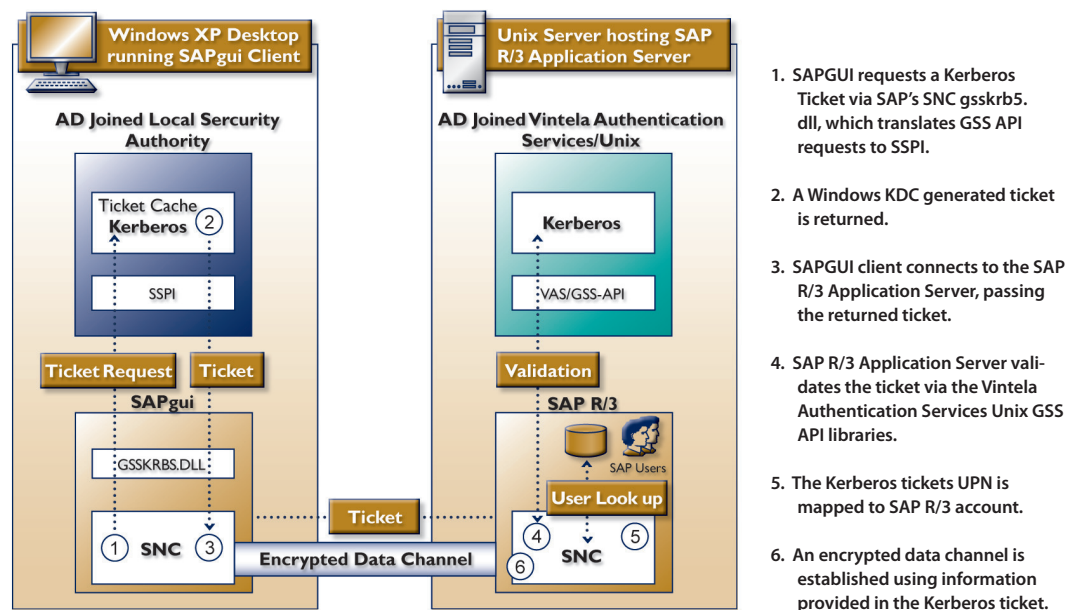 Windows XP Desktop
running SAPgui Client
AD Joined Local Sercurity
Authority
Ticket Cache
Kerberos
2
SSPI
Ticket Request
Ticket
SAPgui
GSSKRBS.DLL
1
SNC
3
Unix Server hosting SAP
R/3 Application Server
AD Joined Vintela Authentication
Services/Unix
Kerberos
VAS/GSS-API
Validation
SAP R/3
SAP Users
User Look up
4
5
SNC
6
Ticket
Encrypted Data Channel
1. SAPGUI requests a Kerberos
Ticket via SAP's SNC gsskrb5.
dll, which translates GSS API
requests to SSPI.
2. A Windows KDC generated ticket
is returned.
3. SAPGUI client connects to the SAP
R/3 Application Server, passing
the returned ticket.
4. SAP R/3 Application Server vali-
dates the ticket via the Vintela
Authentication Services Unix GSS
API libraries.
5. The Kerberos tickets UPN is
mapped to SAP R/3 account.
6. An encrypted data channel is
established using information
provided in the Kerberos ticket.